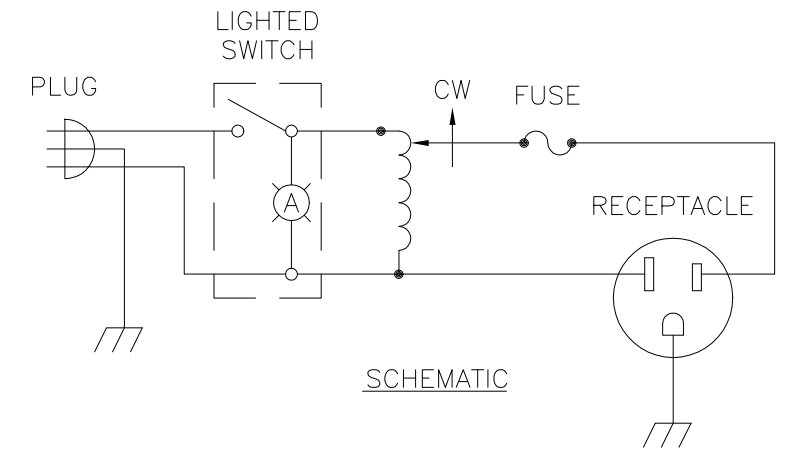 LIGHTED
SWITCH
PLUG
CW
FUSE
A
RECEPTACLE
SCHEMATIC